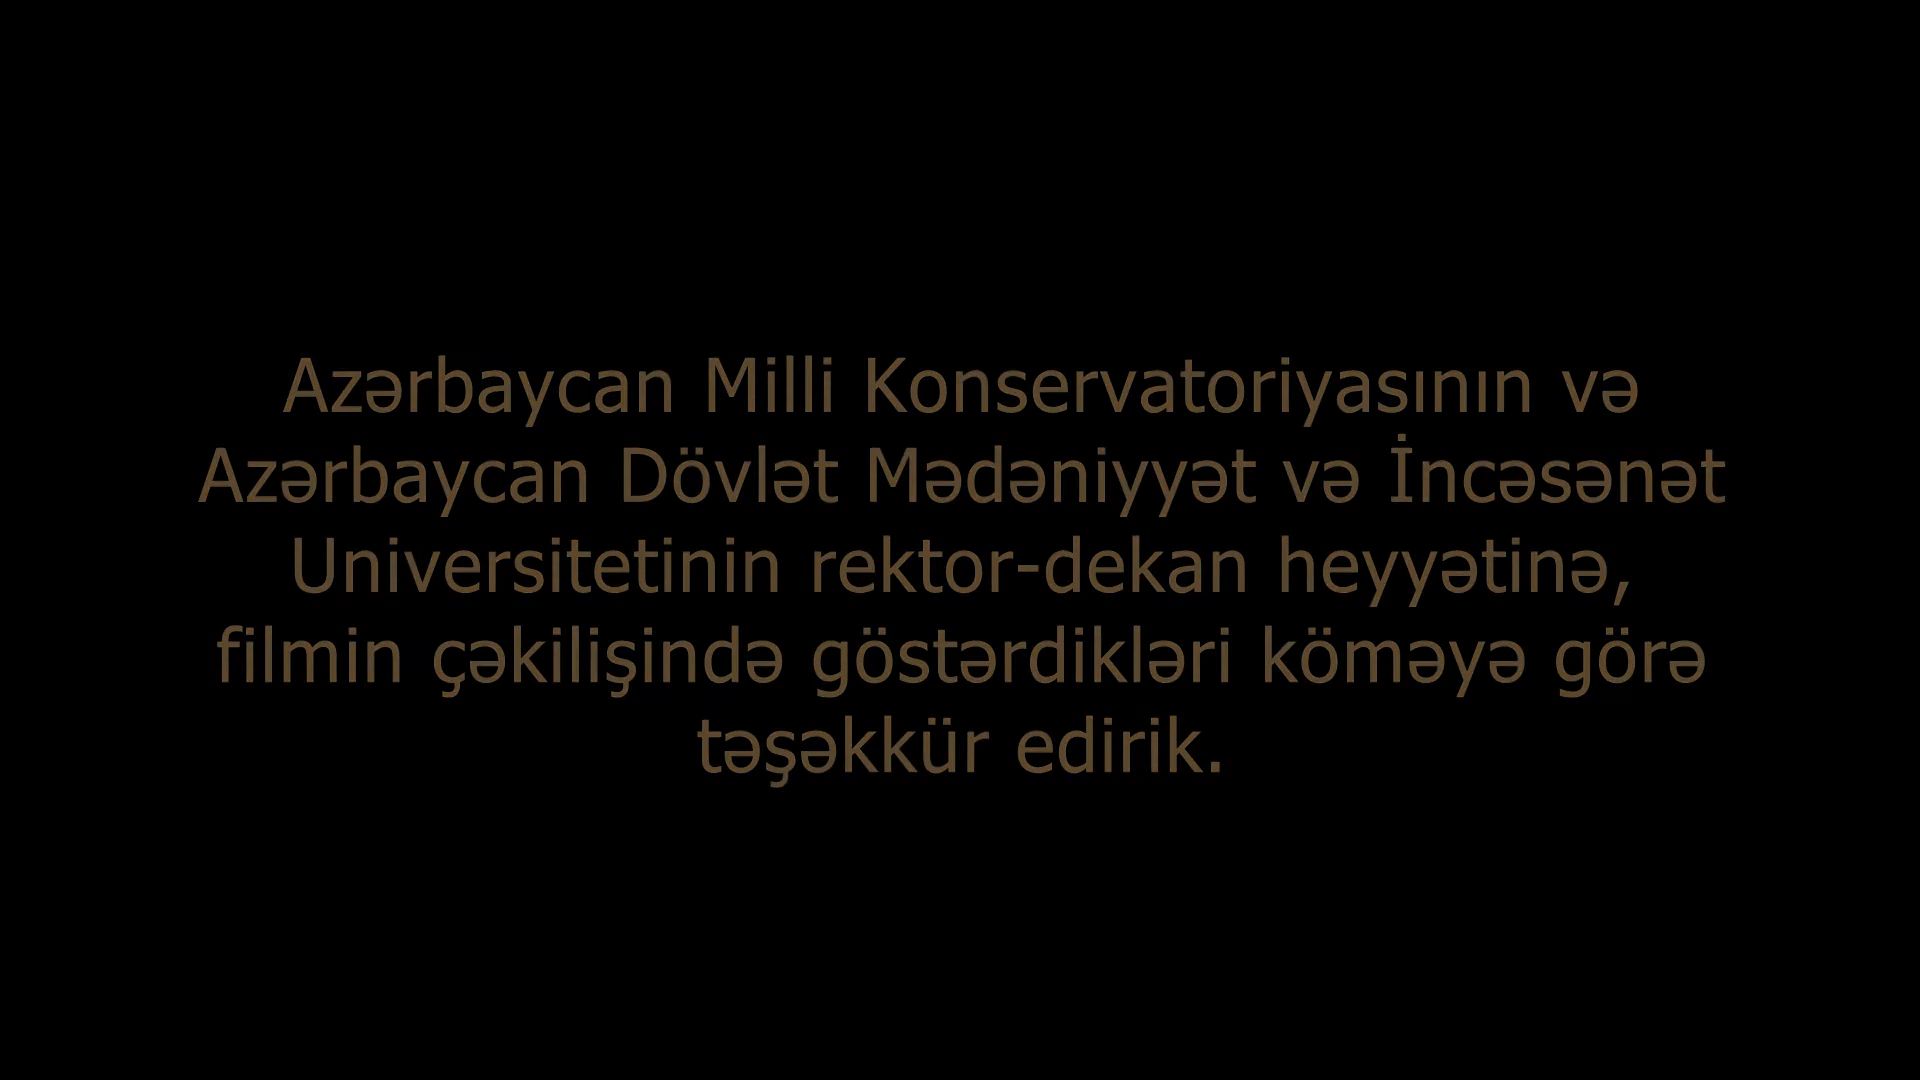 Azərbaycan Milli Konservatoriyasının və
Azərbaycan Dövlət Mədəniyyət və İncəsənət
Universitetinin rektor-dekan heyyətinə,
filmin çəkilişində göstərdikləri köməyə görə
təşəkkür edirik.